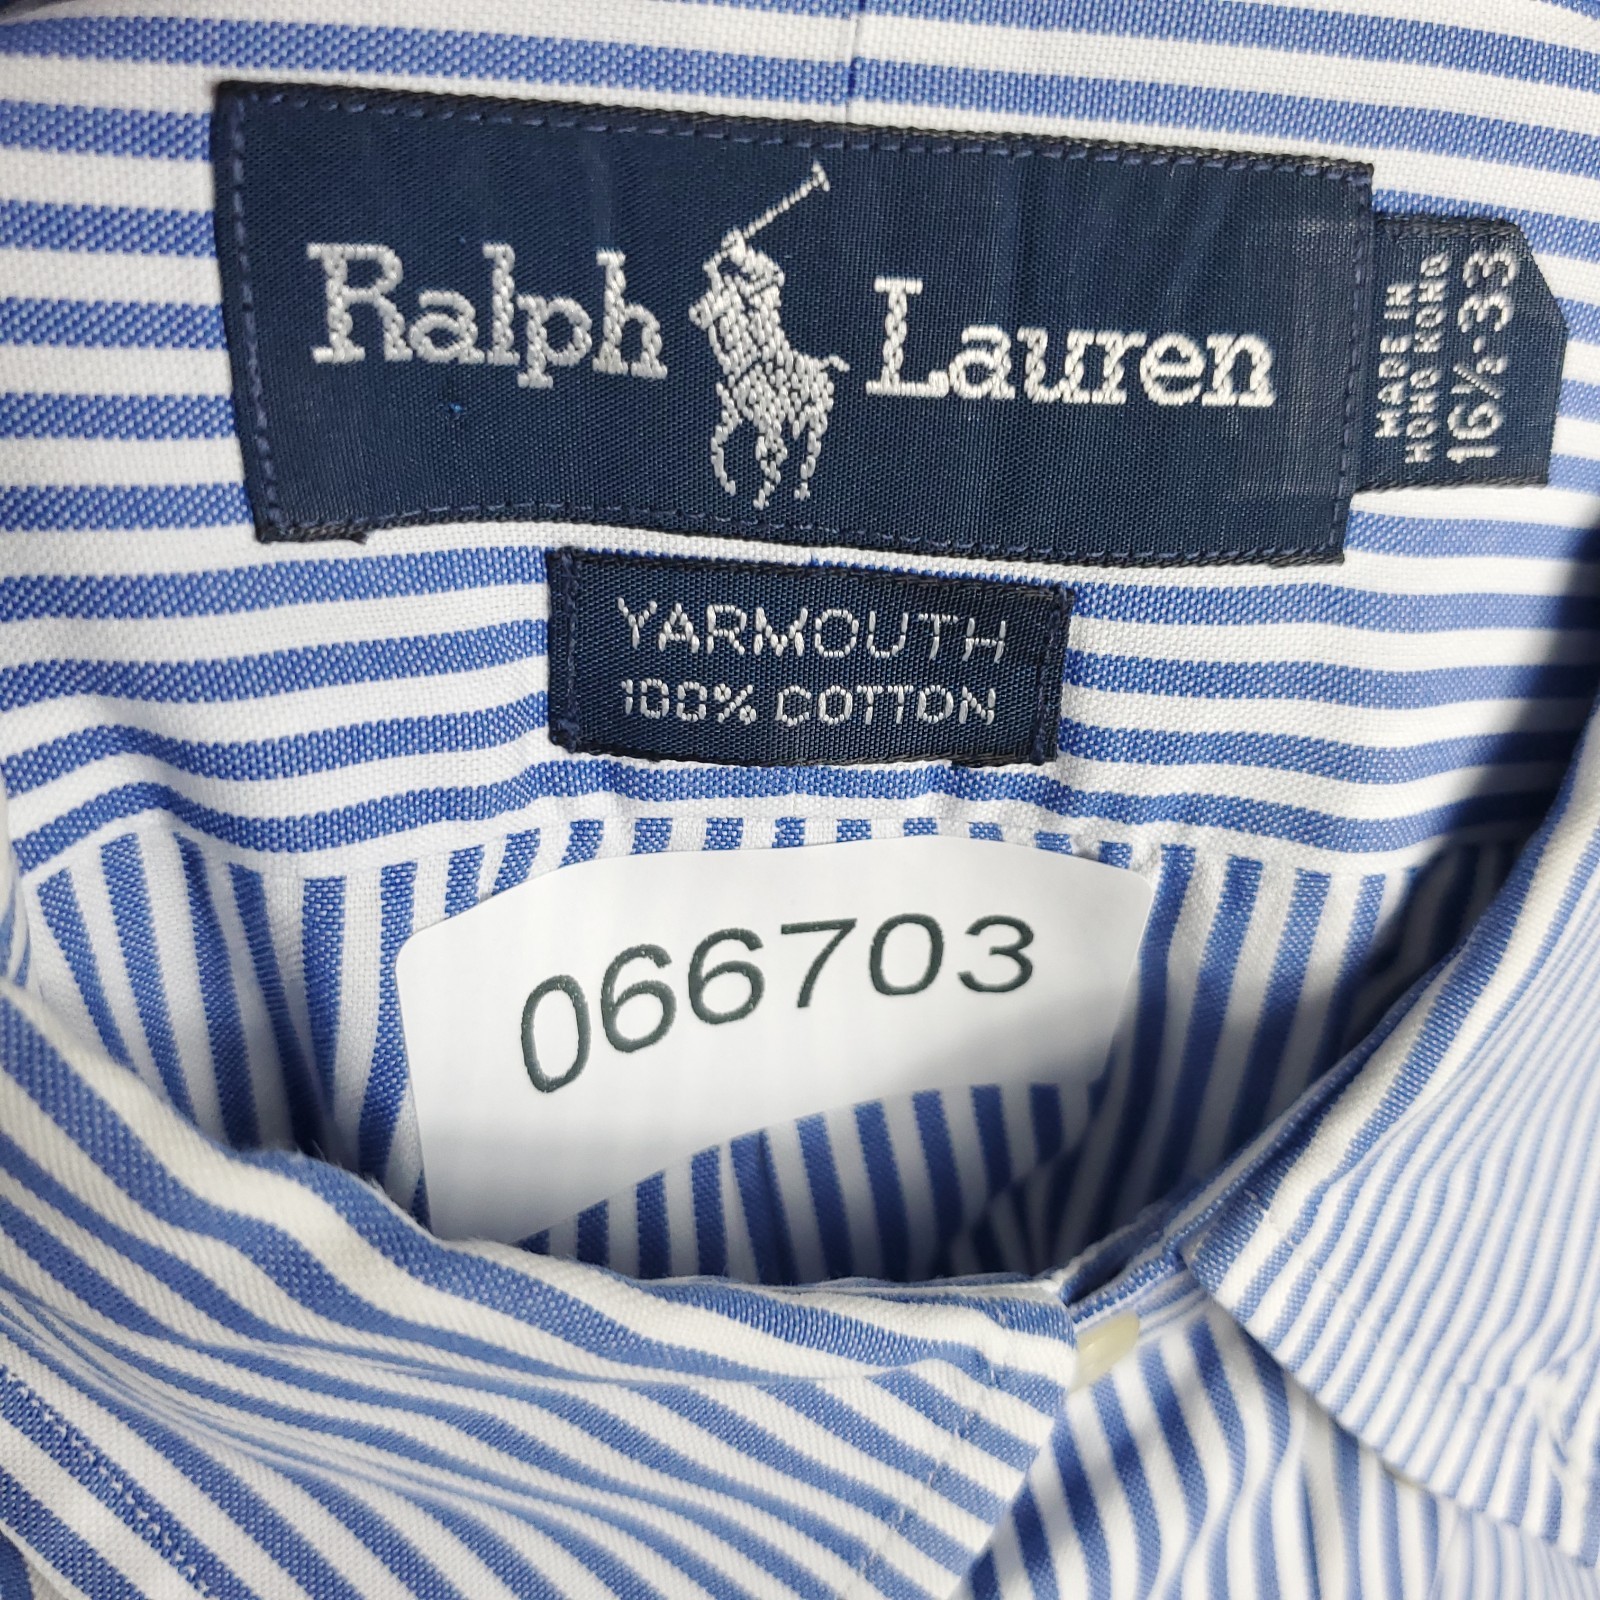 Ralph Lauren
MADE IN
HONG KONG
16½-33
YARMOUTH
100% COTTON
066703